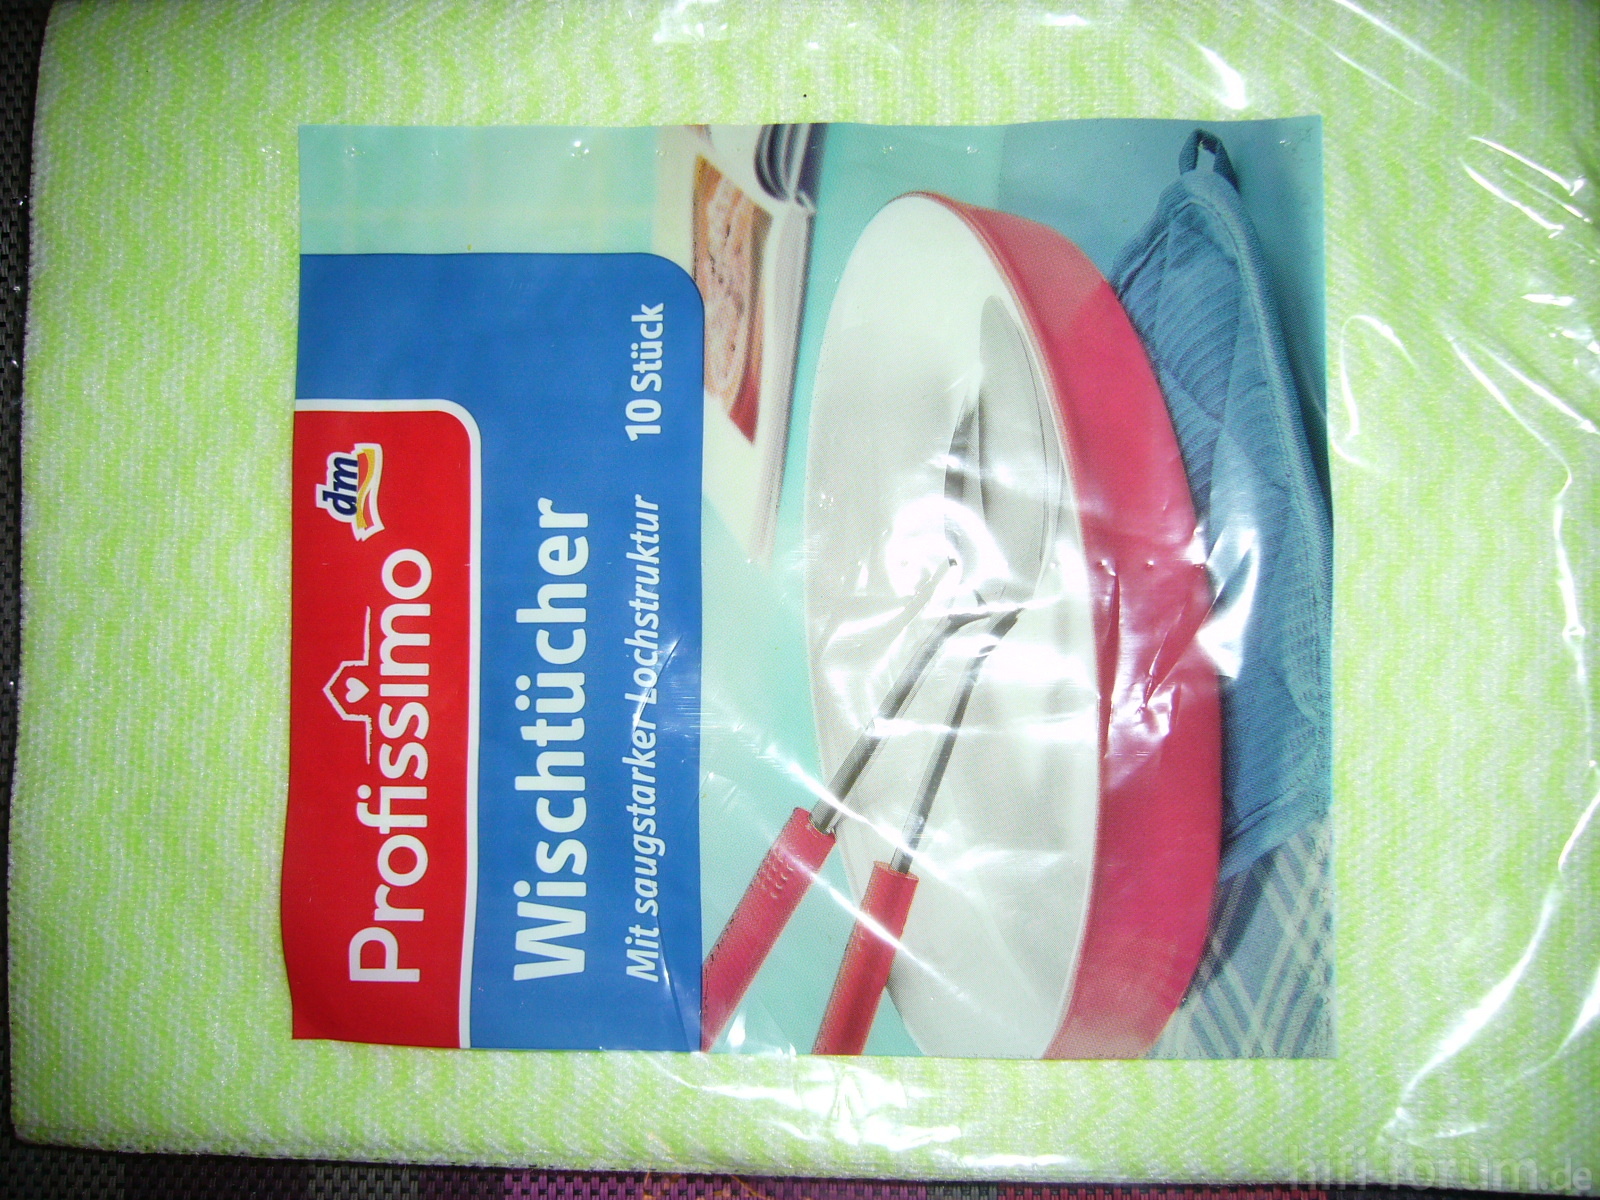 Profissimo
dm
Wischtücher
Mit saugstarker Lochstruktur 10 Stück
hifi-forum.de